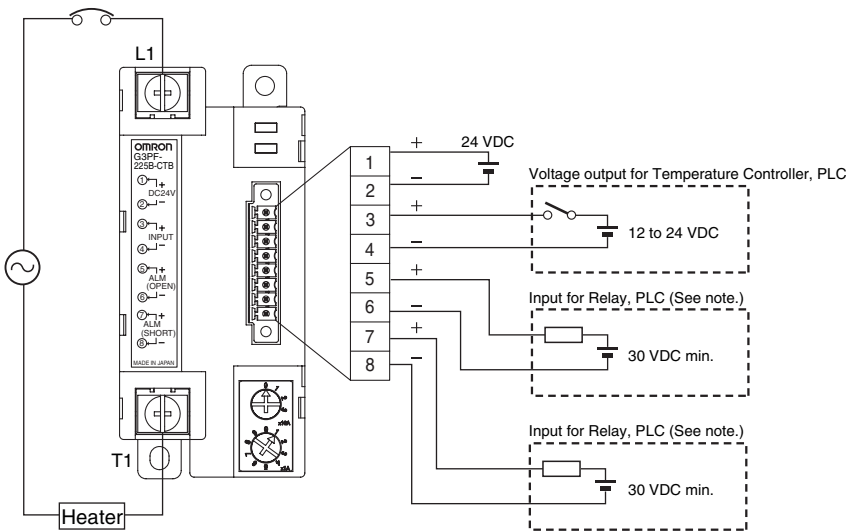 L1
OMRON
G3PF-
225B-CTB
1 +
DC24V
2 −
3 +
INPUT
4 −
5 +
ALM
(OPEN)
6 −
7 +
ALM
(SHORT)
8 −
MADE IN JAPAN
x10A
x2A
T1
Heater
1
2
3
4
5
6
7
8
+ 24 VDC
−
Voltage output for Temperature Controller, PLC
+
− 12 to 24 VDC
Input for Relay, PLC (See note.)
+
− 30 VDC min.
Input for Relay, PLC (See note.)
+
− 30 VDC min.